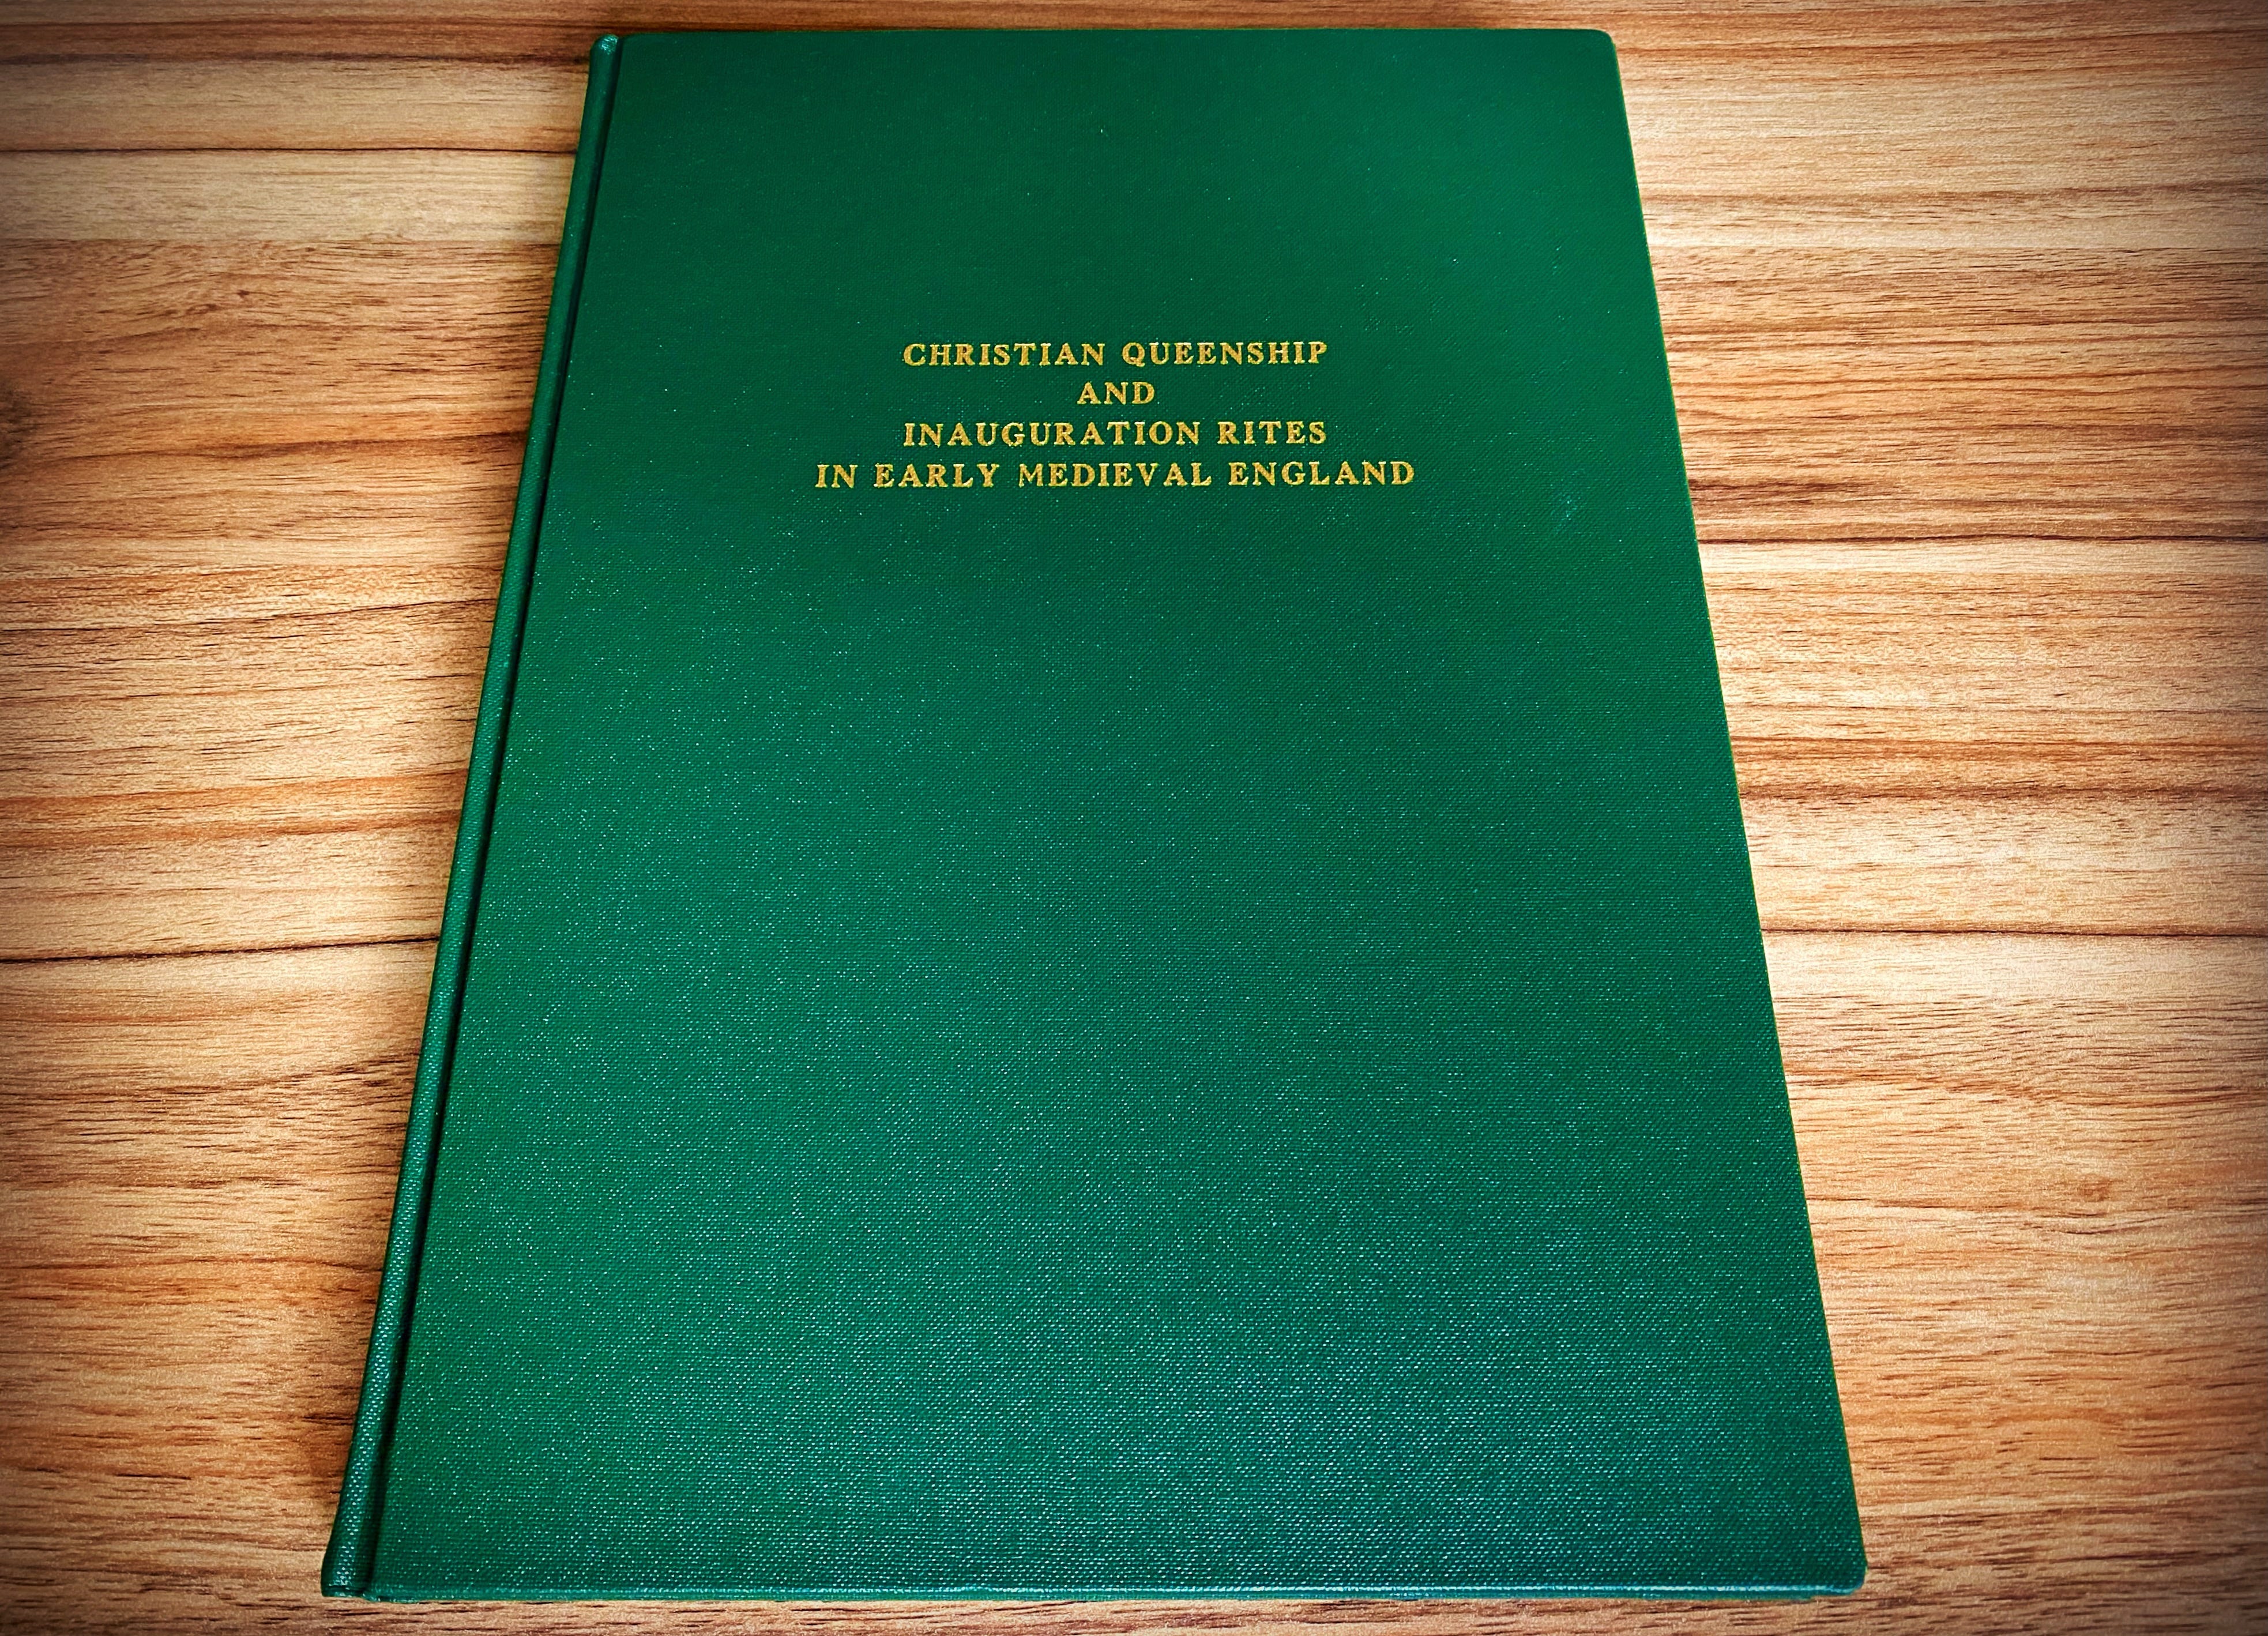 CHRISTIAN QUEENSHIP
AND
INAUGURATION RITES
IN EARLY MEDIEVAL ENGLAND